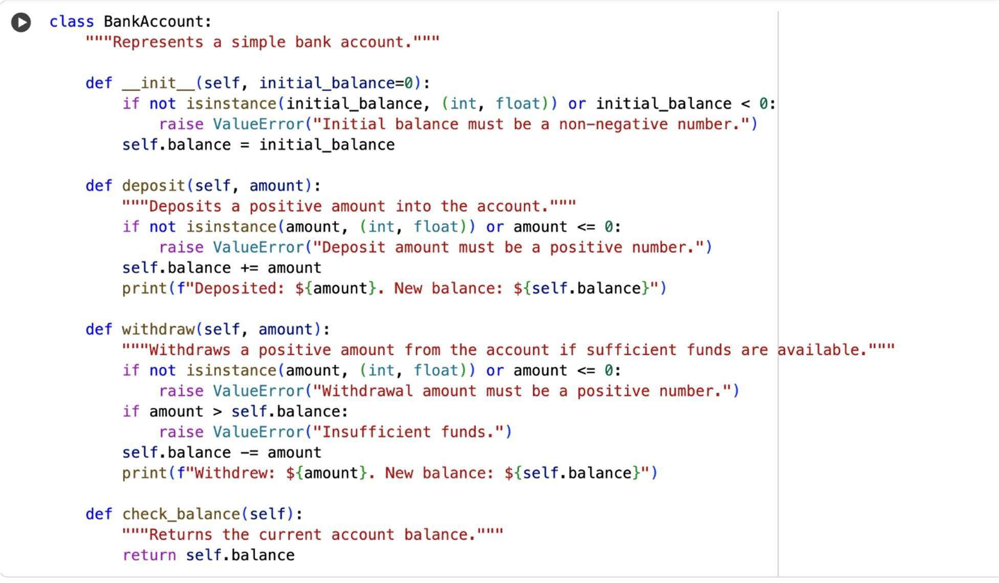 class BankAccount:
    """Represents a simple bank account."""

    def __init__(self, initial_balance=0):
        if not isinstance(initial_balance, (int, float)) or initial_balance < 0:
            raise ValueError("Initial balance must be a non-negative number.")
        self.balance = initial_balance

    def deposit(self, amount):
        """Deposits a positive amount into the account."""
        if not isinstance(amount, (int, float)) or amount <= 0:
            raise ValueError("Deposit amount must be a positive number.")
        self.balance += amount
        print(f"Deposited: ${amount}. New balance: ${self.balance}")

    def withdraw(self, amount):
        """Withdraws a positive amount from the account if sufficient funds are available."""
        if not isinstance(amount, (int, float)) or amount <= 0:
            raise ValueError("Withdrawal amount must be a positive number.")
        if amount > self.balance:
            raise ValueError("Insufficient funds.")
        self.balance -= amount
        print(f"Withdrew: ${amount}. New balance: ${self.balance}")

    def check_balance(self):
        """Returns the current account balance."""
        return self.balance